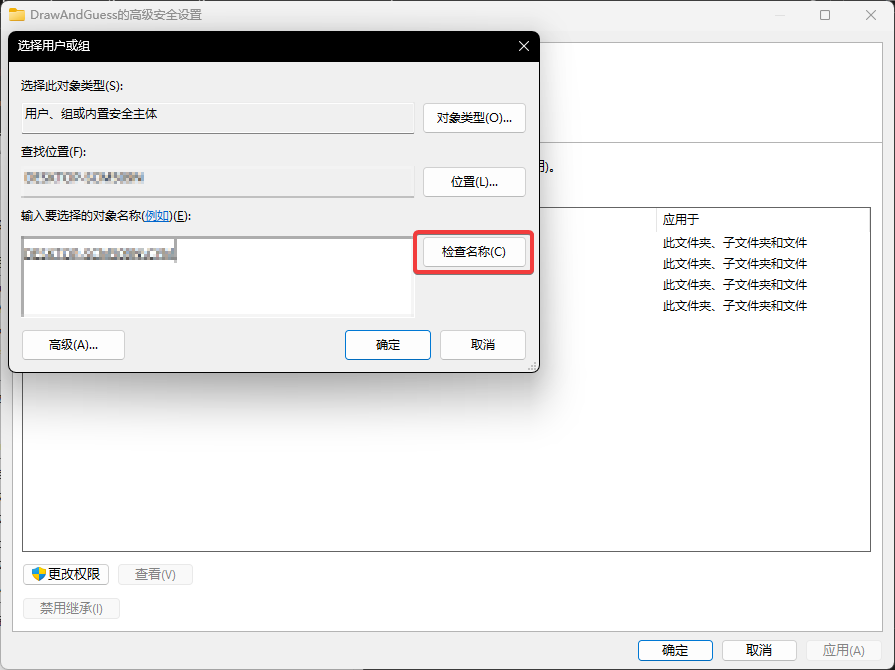 DrawAndGuess的高级安全设置
选择用户或组
选择此对象类型(S):
用户、组或内置安全主体
对象类型(O)...
查找位置(F):
位置(L)...
输入要选择的对象名称(例如)(E):
检查名称(C)
高级(A)...
确定
取消
)。
应用于
此文件夹、子文件夹和文件
此文件夹、子文件夹和文件
此文件夹、子文件夹和文件
此文件夹、子文件夹和文件
更改权限
查看(V)
禁用继承(I)
确定
取消
应用(A)